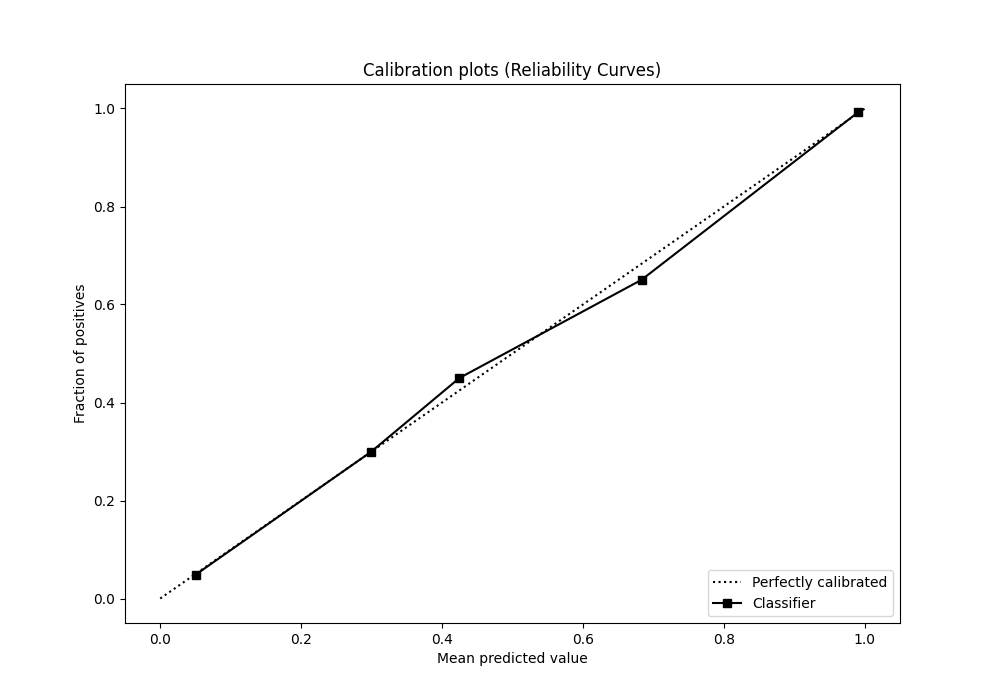 Calibration plots (Reliability Curves)
Fraction of positives
1.0
0.8
0.6
0.4
0.2
0.0
0.0 0.2 0.4 0.6 0.8 1.0
Mean predicted value
Perfectly calibrated
Classifier